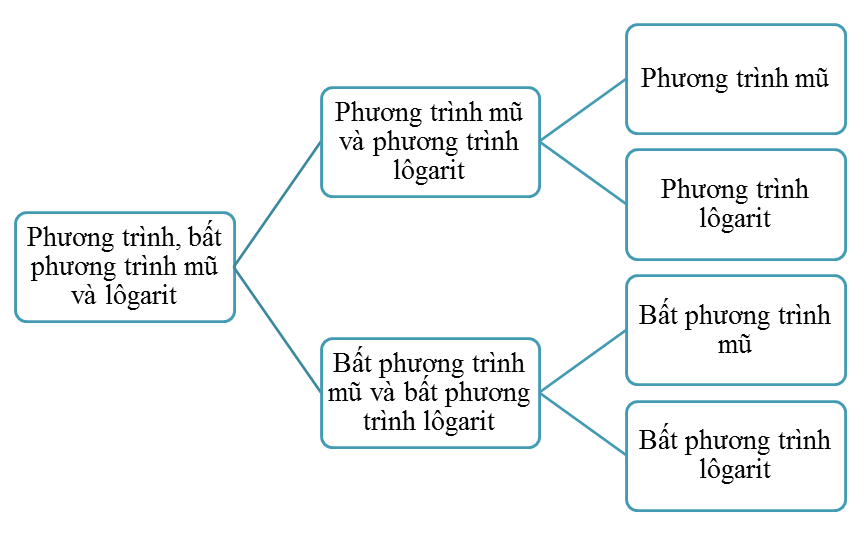 Phương trình, bất
phương trình mũ
và lôgarit
Phương trình mũ
và phương trình
lôgarit
Bất phương trình
mũ và bất phương
trình lôgarit
Phương trình mũ
Phương trình
lôgarit
Bất phương trình
mũ
Bất phương trình
lôgarit